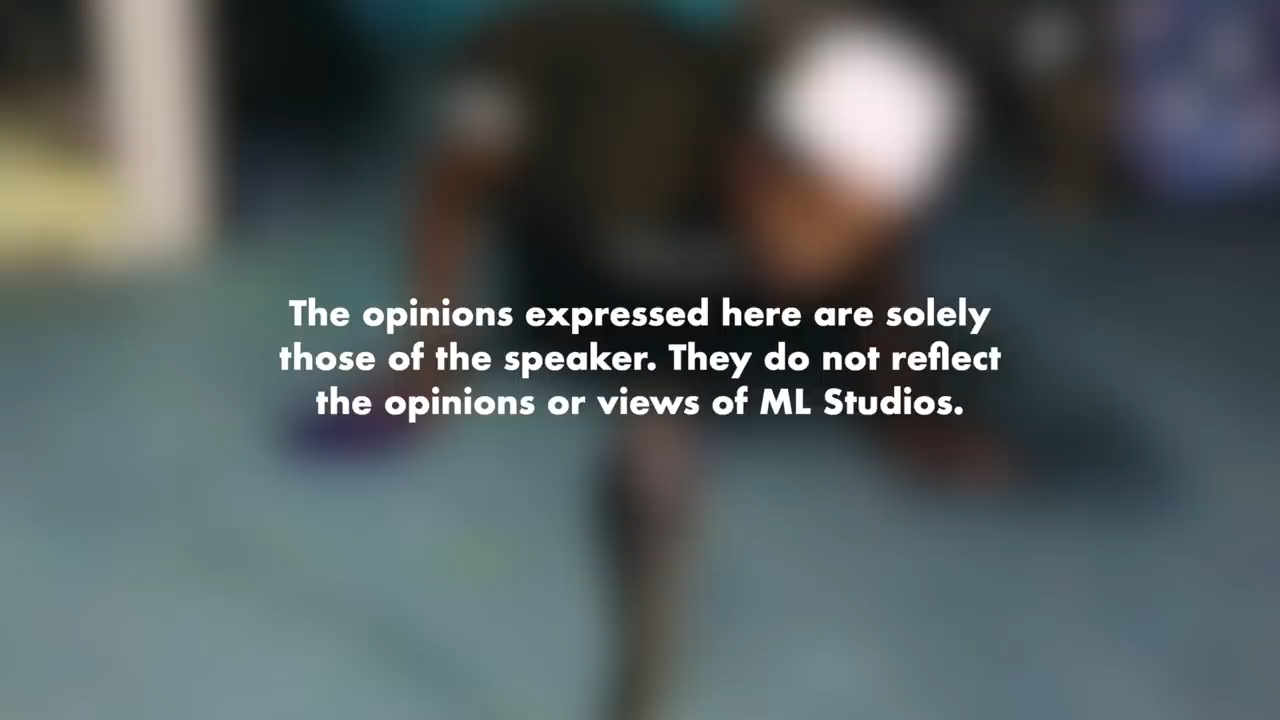 The opinions expressed here are solely
those of the speaker. They do not reflect
the opinions or views of ML Studios.